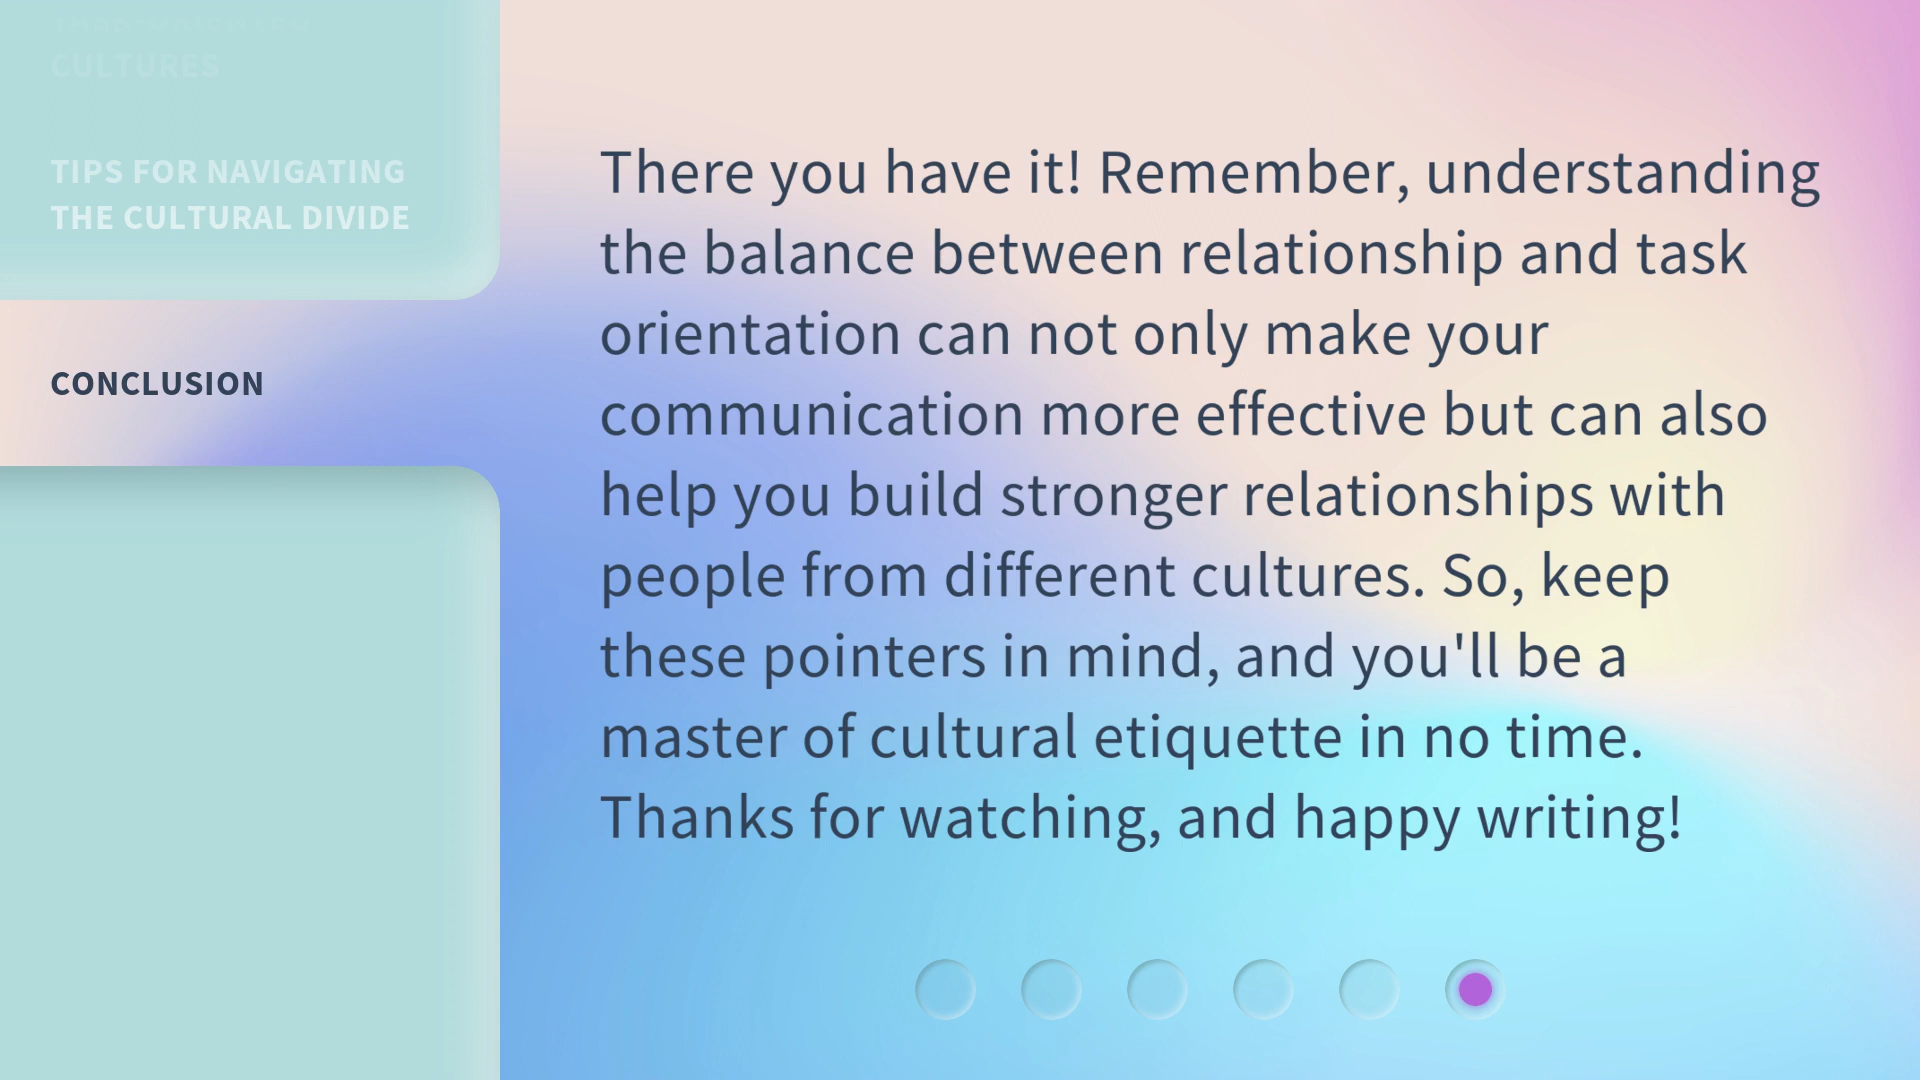 CULTURES
TIPS FOR NAVIGATING
THE CULTURAL DIVIDE
CONCLUSION
There you have it! Remember, understanding
the balance between relationship and task
orientation can not only make your
communication more effective but can also
help you build stronger relationships with
people from different cultures. So, keep
these pointers in mind, and you'll be a
master of cultural etiquette in no time.
Thanks for watching, and happy writing!